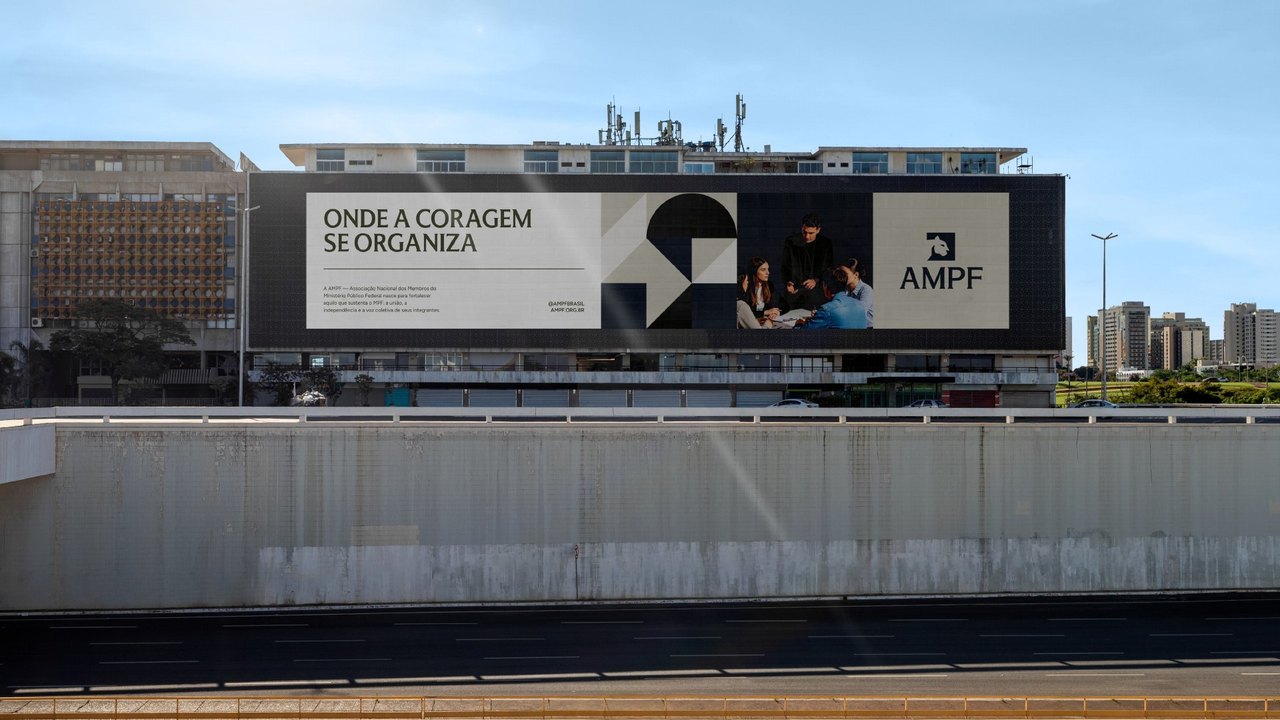 ONDE A CORAGEM
SE ORGANIZA
A AMPF — Associação Nacional dos Membros do
Ministério Público Federal nasce para fortalecer
aquilo que sustenta o MPF: a união, a
independência e a voz coletiva de seus integrantes.
@AMPFBRASIL
AMPF.ORG.BR
AMPF